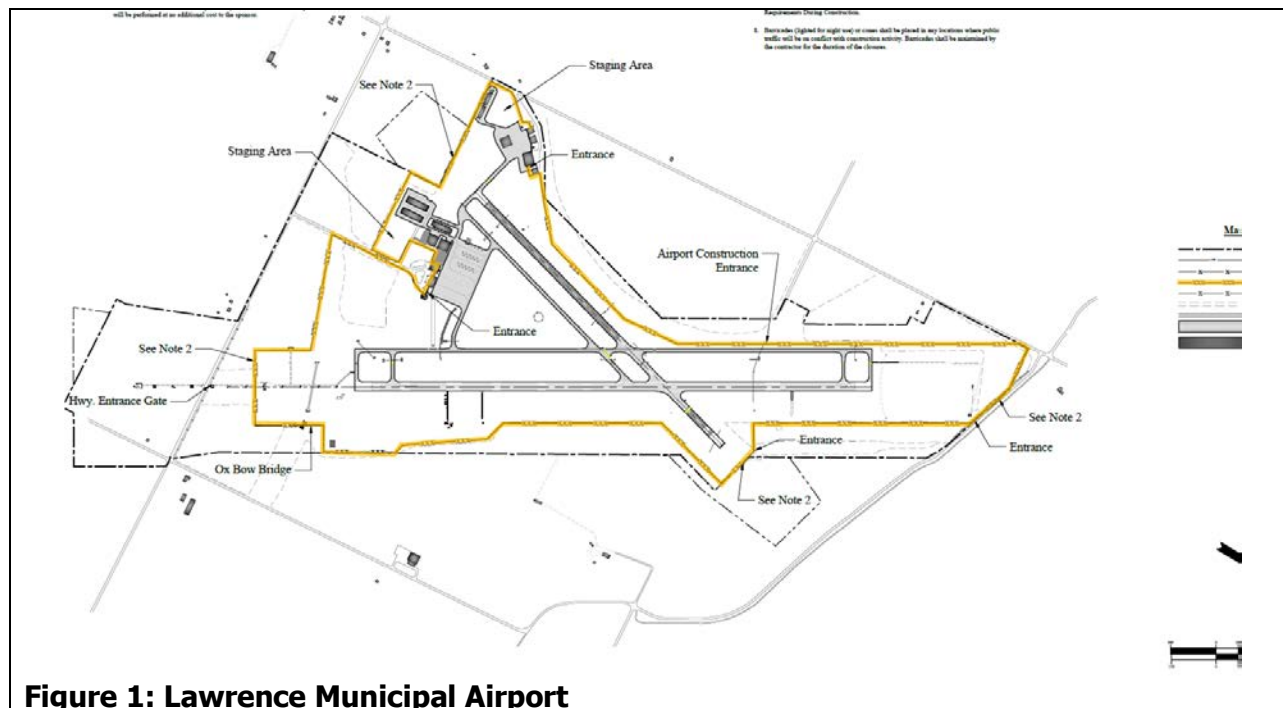 will be performed at no additional cost to the sponsor.
Requirements During Construction.
Barricades (lighted for night use) or cones shall be placed in any locations where public
traffic will be on conflict with construction activity. Barricades shall be maintained by
the contractor for the duration of the closures.
Staging Area
See Note 2
Staging Area
Entrance
Ma
Airport Construction
Entrance
Entrance
See Note 2
Hwy. Entrance Gate
See Note 2
Entrance
Entrance
Ox Bow Bridge
See Note 2
Figure 1: Lawrence Municipal Airport